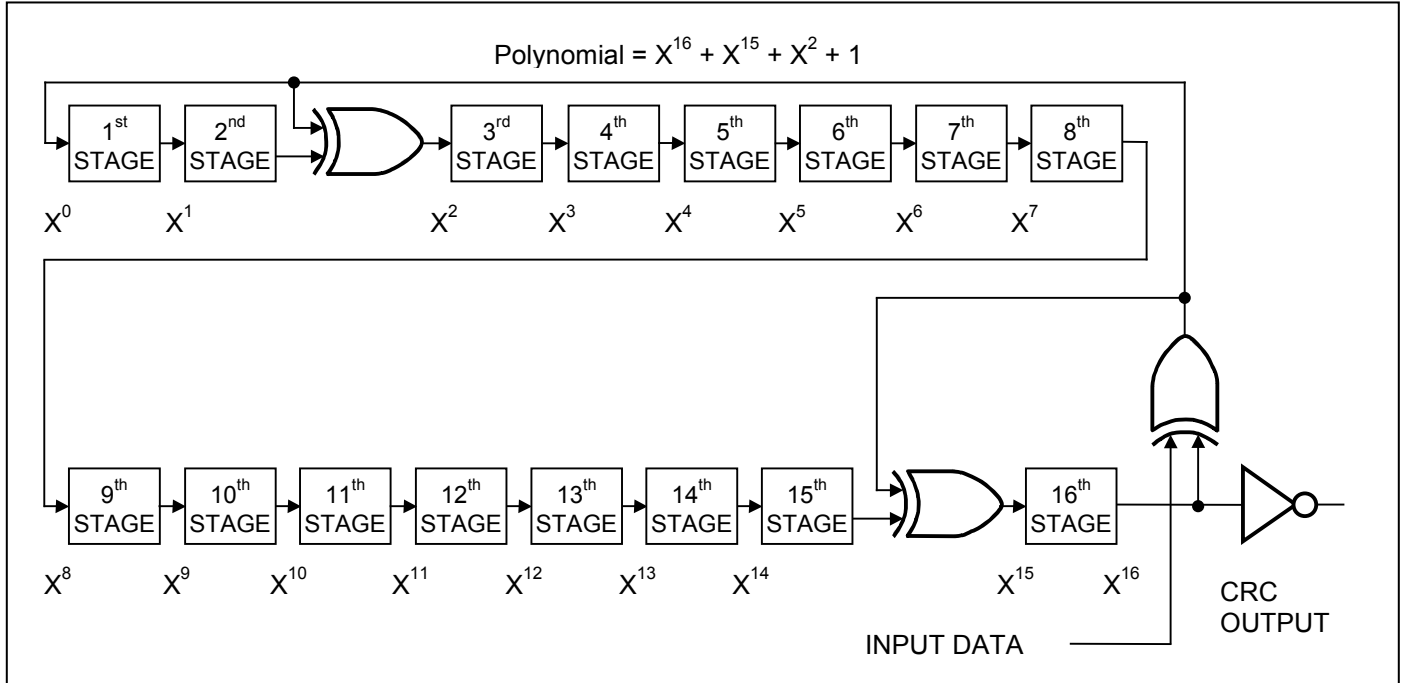 Polynomial = X¹⁶ + X¹⁵ + X² + 1
1ˢᵗ STAGE
2ⁿᵈ STAGE
3ʳᵈ STAGE
4ᵗʰ STAGE
5ᵗʰ STAGE
6ᵗʰ STAGE
7ᵗʰ STAGE
8ᵗʰ STAGE
X⁰ X¹ X² X³ X⁴ X⁵ X⁶ X⁷
9ᵗʰ STAGE
10ᵗʰ STAGE
11ᵗʰ STAGE
12ᵗʰ STAGE
13ᵗʰ STAGE
14ᵗʰ STAGE
15ᵗʰ STAGE
16ᵗʰ STAGE
X⁸ X⁹ X¹⁰ X¹¹ X¹² X¹³ X¹⁴ X¹⁵ X¹⁶
CRC
OUTPUT
INPUT DATA